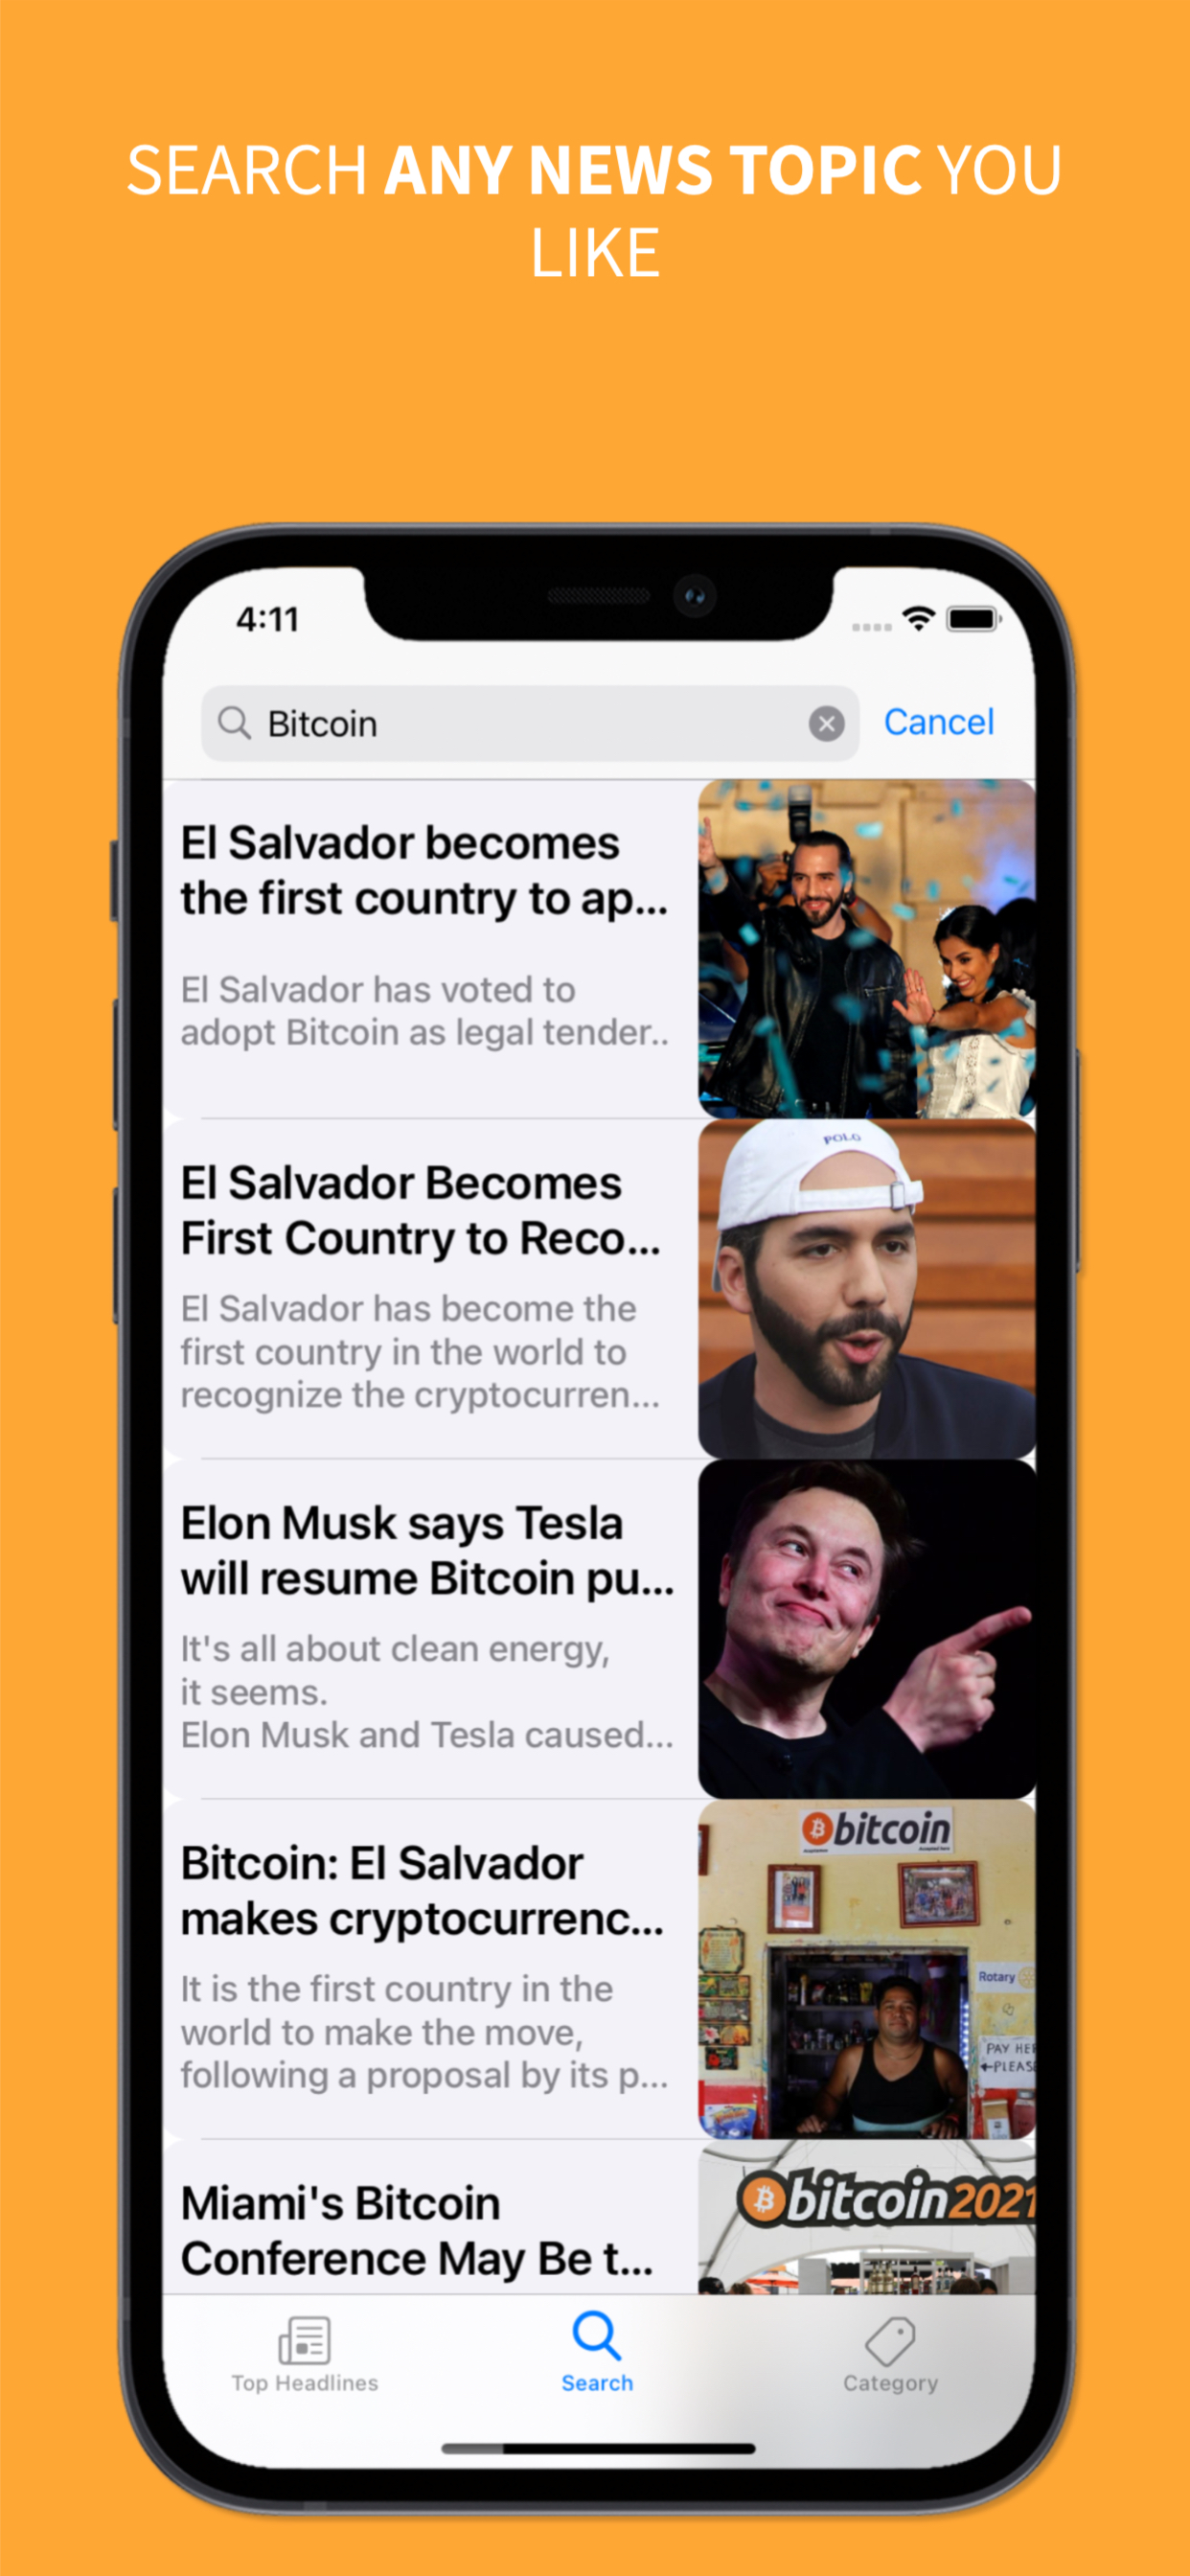 SEARCH ANY NEWS TOPIC YOU
LIKE
4:11
Bitcoin
Cancel
El Salvador becomes
the first country to ap...
El Salvador has voted to
adopt Bitcoin as legal tender..
El Salvador Becomes
First Country to Reco...
El Salvador has become the
first country in the world to
recognize the cryptocurren...
POLO
Elon Musk says Tesla
will resume Bitcoin pu...
It's all about clean energy,
it seems.
Elon Musk and Tesla caused...
Bitcoin: El Salvador
makes cryptocurrenc...
It is the first country in the
world to make the move,
following a proposal by its p...
bitcoin
Rotary
PAY HER
PLEASE
Miami's Bitcoin
Conference May Be t...
bitcoin2021
Top Headlines
Search
Category